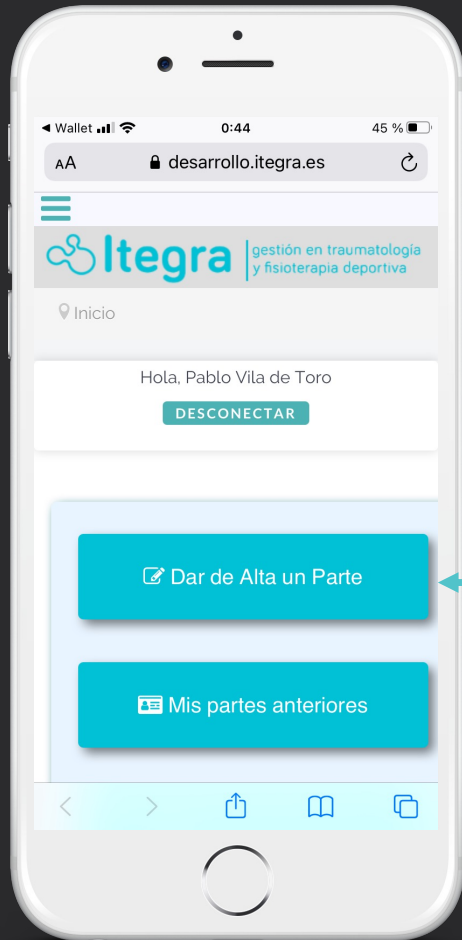 ◀ Wallet
0:44
45 %
AA
desarrollo.itegra.es
Itegra
gestión en traumatología
y fisioterapia deportiva
Inicio
Hola, Pablo Vila de Toro
DESCONECTAR
Dar de Alta un Parte
Mis partes anteriores